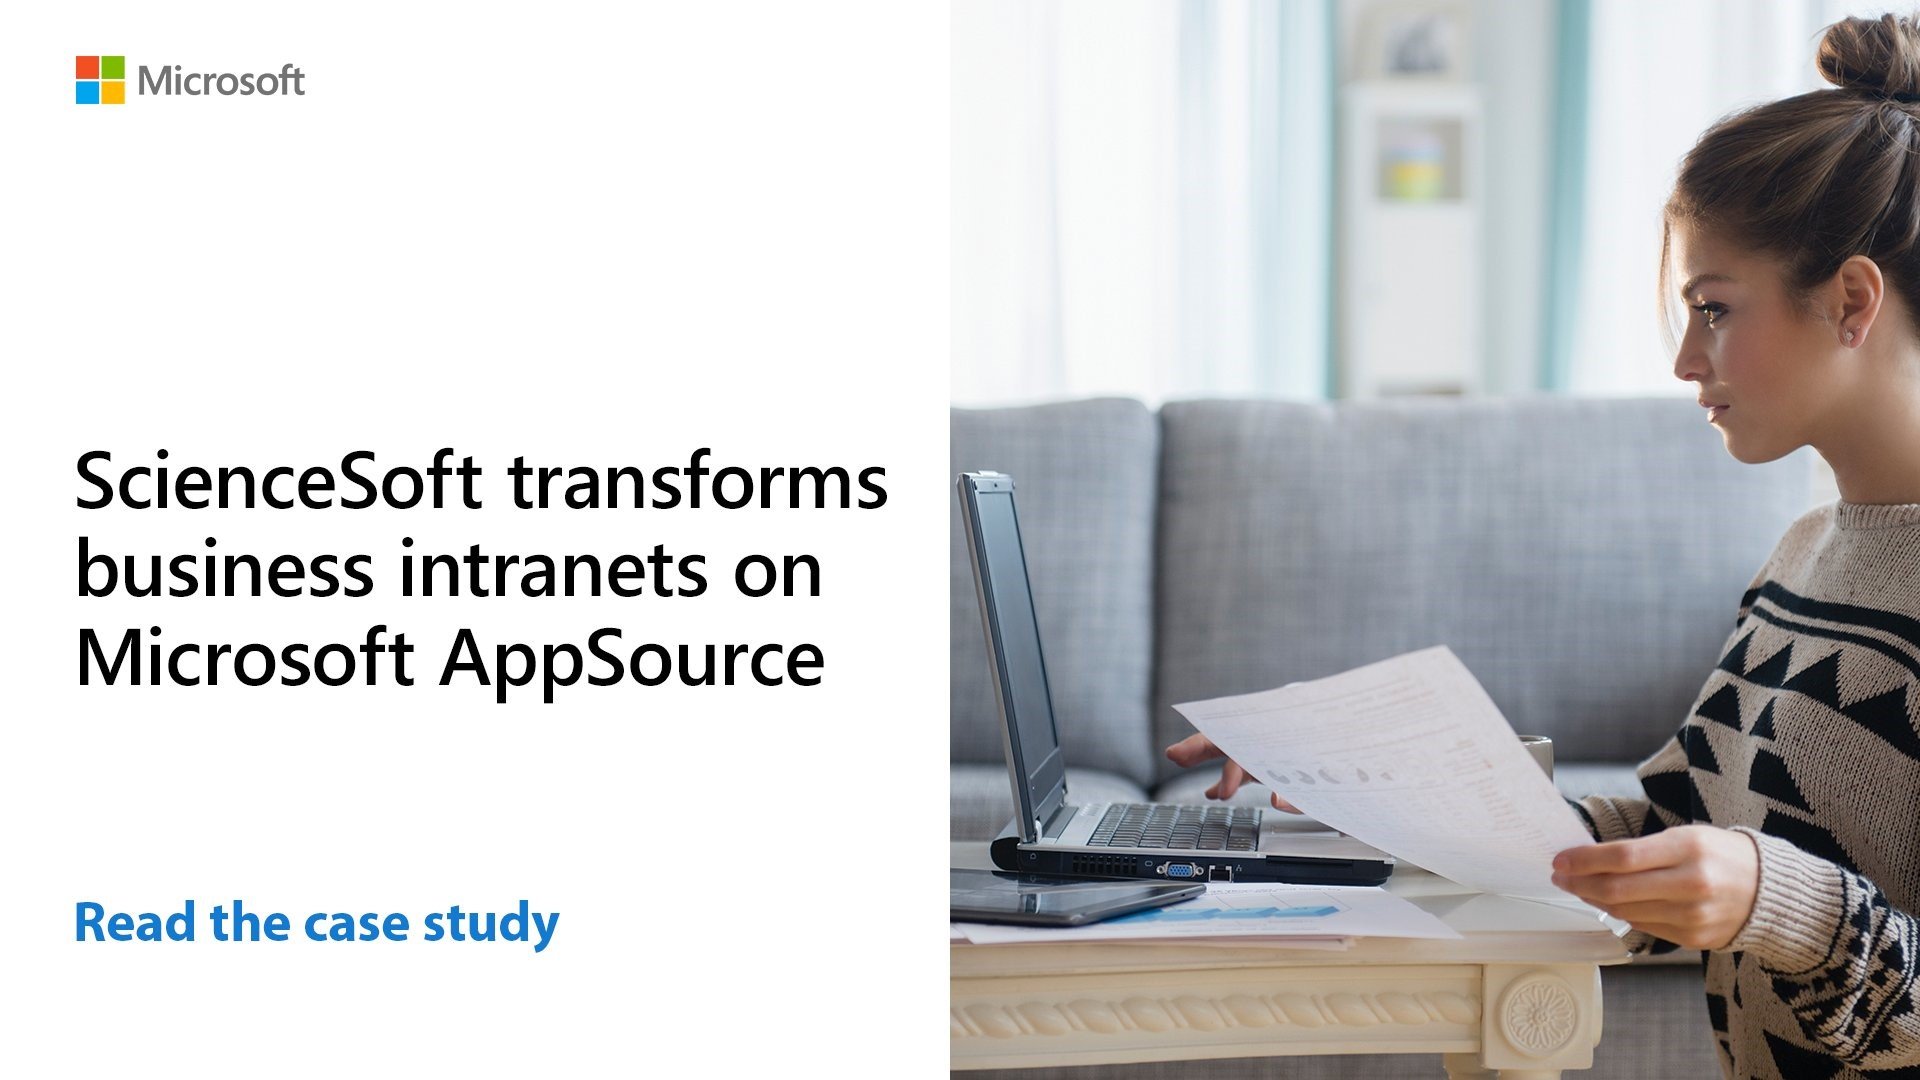 Microsoft
ScienceSoft transforms
business intranets on
Microsoft AppSource
Read the case study